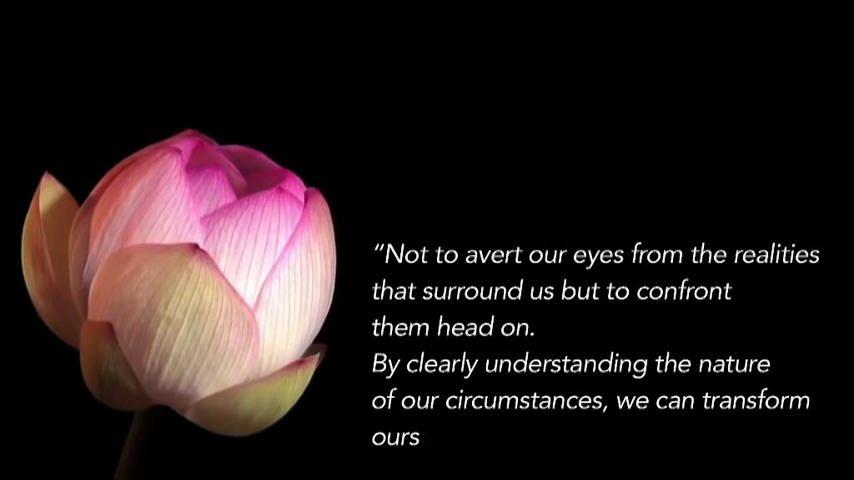 “Not to avert our eyes from the realities
that surround us but to confront
them head on.
By clearly understanding the nature
of our circumstances, we can transform
ours